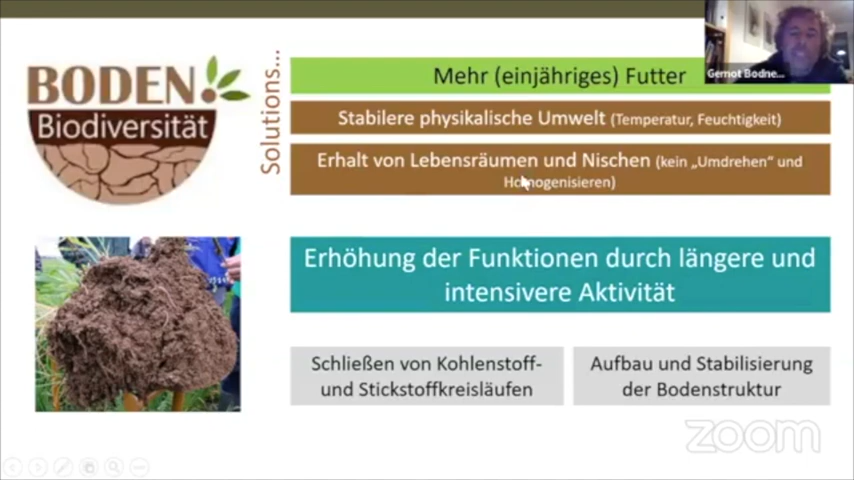 BODEN!
Biodiversität
Solutions...
Mehr (einjähriges) Futter
Gernot Bodne...
Stabilere physikalische Umwelt (Temperatur, Feuchtigkeit)
Erhalt von Lebensräumen und Nischen (kein „Umdrehen“ und
Homogenisieren)
Erhöhung der Funktionen durch längere und
intensivere Aktivität
Schließen von Kohlenstoff-
und Stickstoffkreisläufen
Aufbau und Stabilisierung
der Bodenstruktur
zoom